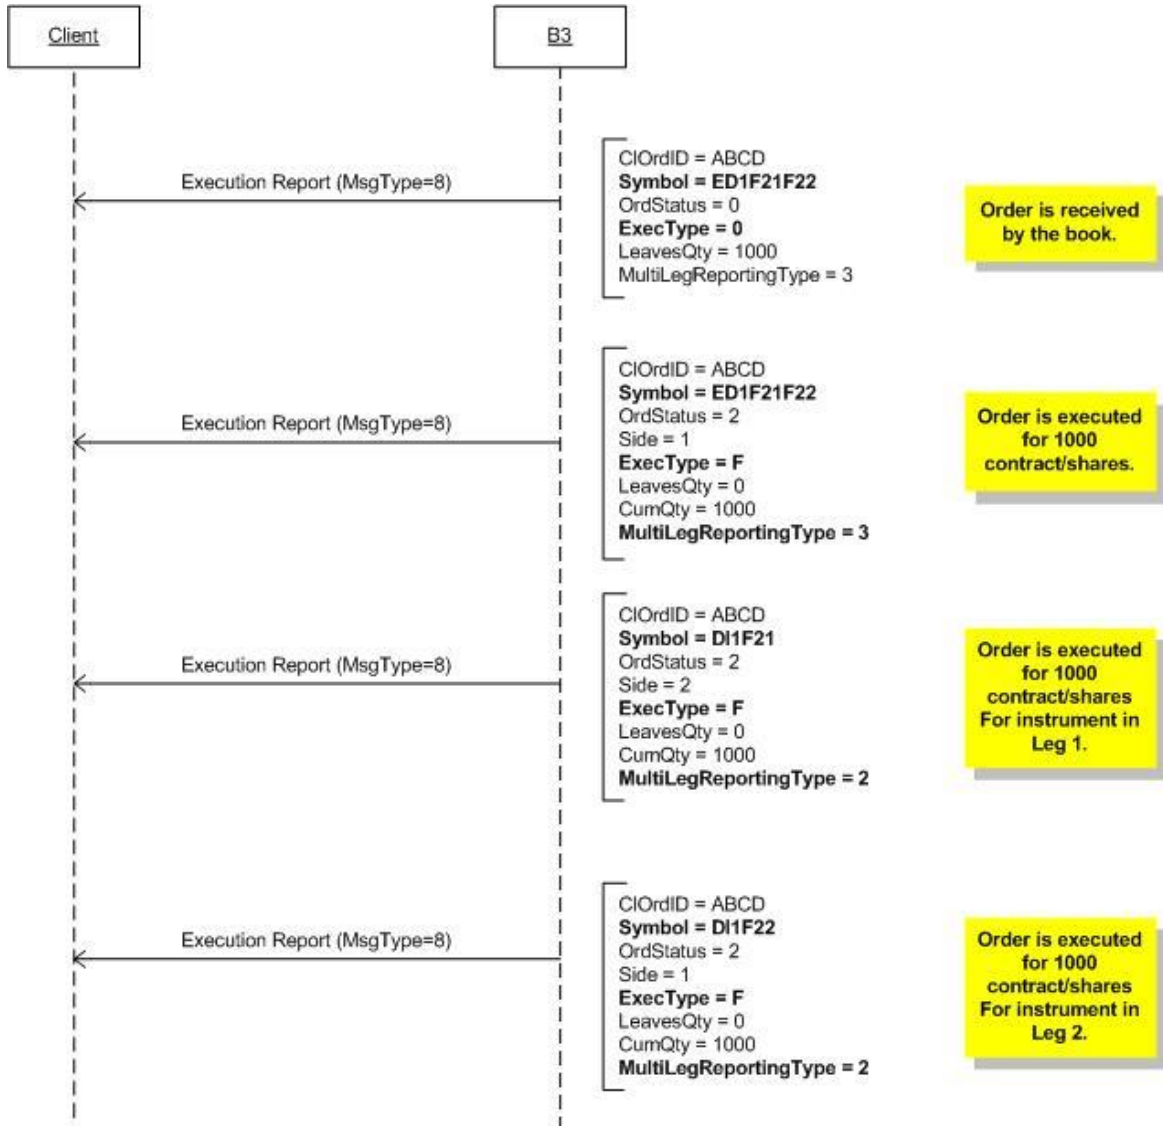 Client
B3
Execution Report (MsgType=8)
ClOrdID = ABCD
Symbol = ED1F21F22
OrdStatus = 0
ExecType = 0
LeavesQty = 1000
MultiLegReportingType = 3
Order is received
by the book.
Execution Report (MsgType=8)
ClOrdID = ABCD
Symbol = ED1F21F22
OrdStatus = 2
Side = 1
ExecType = F
LeavesQty = 0
CumQty = 1000
MultiLegReportingType = 3
Order is executed
for 1000
contract/shares.
Execution Report (MsgType=8)
ClOrdID = ABCD
Symbol = DI1F21
OrdStatus = 2
Side = 2
ExecType = F
LeavesQty = 0
CumQty = 1000
MultiLegReportingType = 2
Order is executed
for 1000
contract/shares
For instrument in
Leg 1.
Execution Report (MsgType=8)
ClOrdID = ABCD
Symbol = DI1F22
OrdStatus = 2
Side = 1
ExecType = F
LeavesQty = 0
CumQty = 1000
MultiLegReportingType = 2
Order is executed
for 1000
contract/shares
For instrument in
Leg 2.